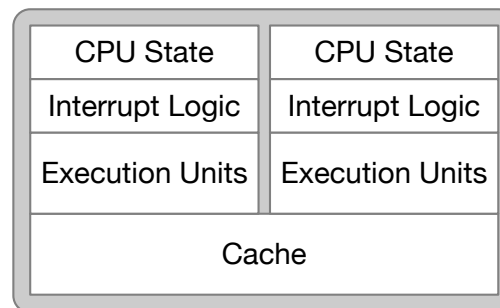 CPU State
Interrupt Logic
Execution Units
CPU State
Interrupt Logic
Execution Units
Cache